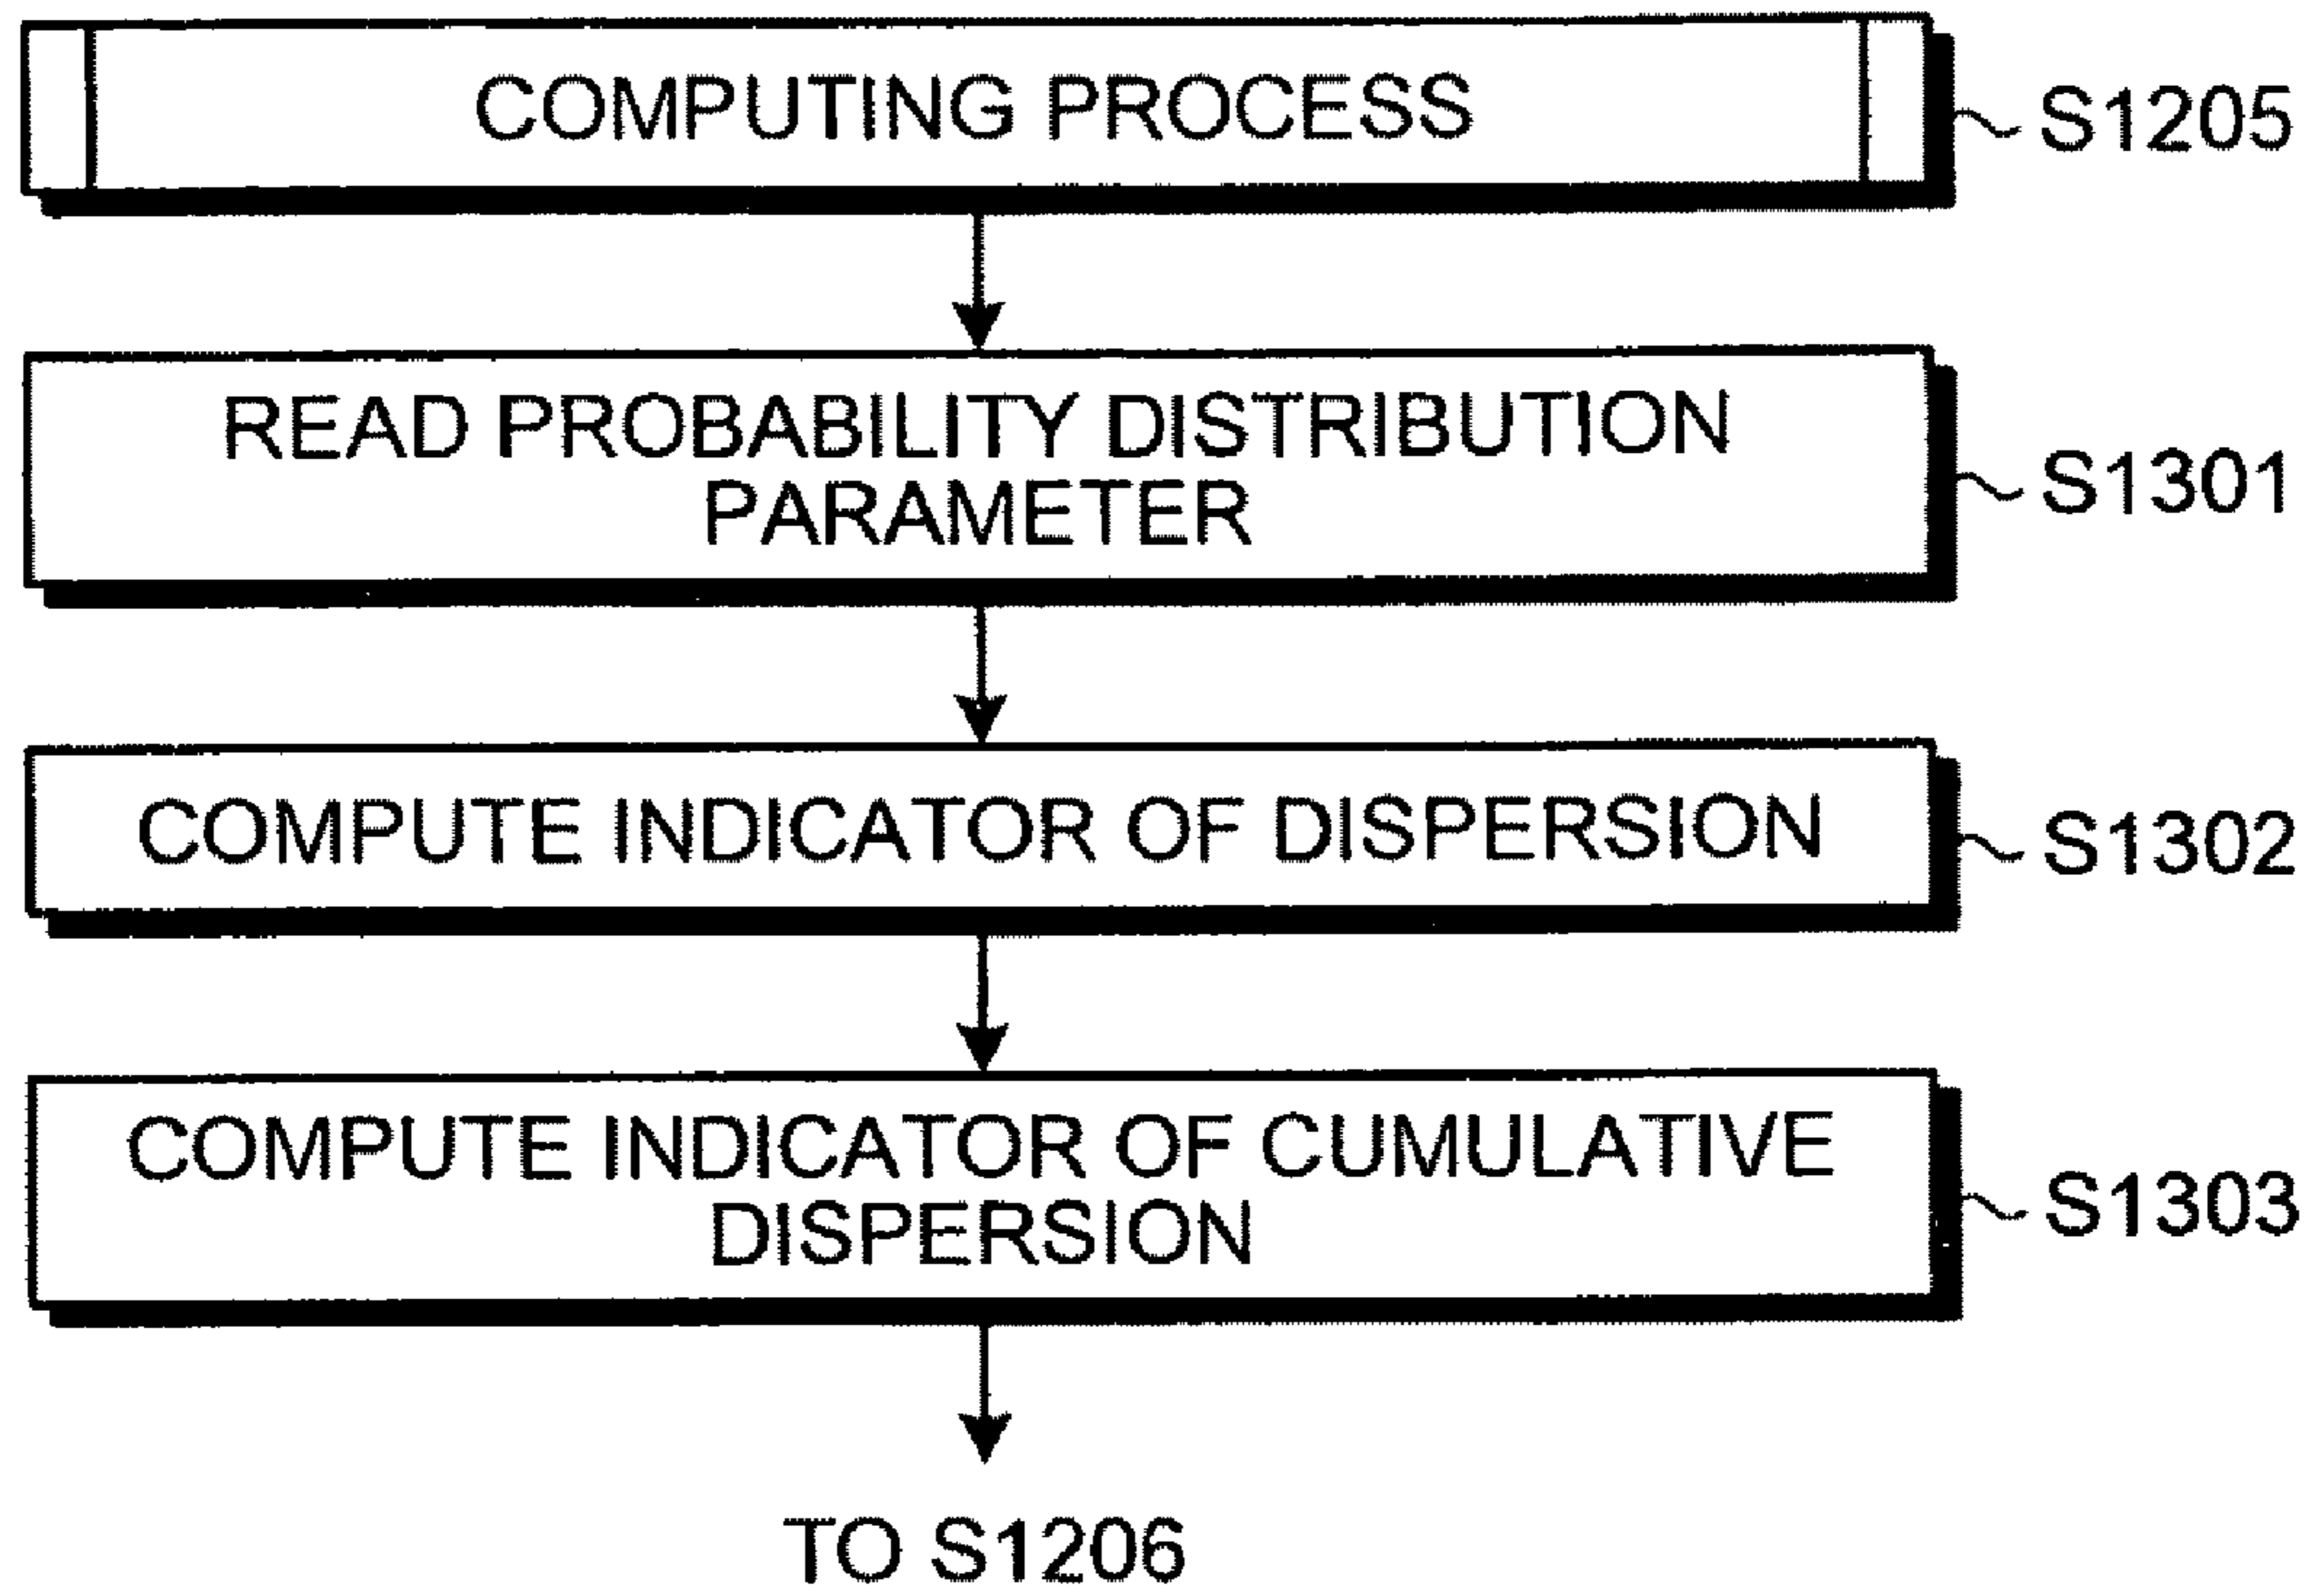 COMPUTING PROCESS
S1205
READ PROBABILITY DISTRIBUTION
PARAMETER
S1301
COMPUTE INDICATOR OF DISPERSION
S1302
COMPUTE INDICATOR OF CUMULATIVE
DISPERSION
S1303
TO S1206